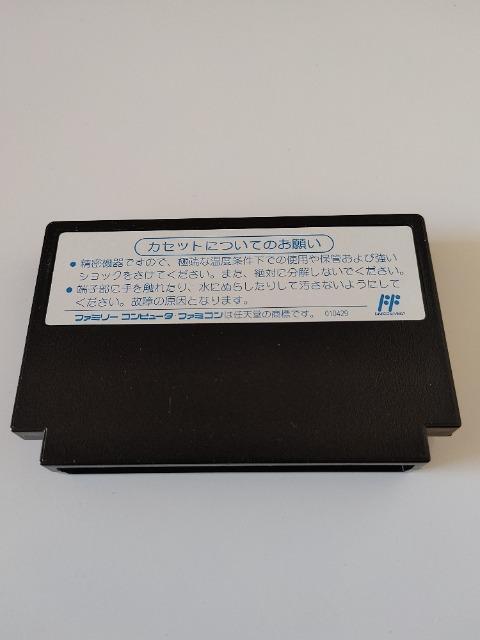 カセットについてのお願い
●精密機器ですので、極端な温度条件下での使用や保管および強い
ショックをさけてください。また、絶対に分解しないでください。
●端子部に手を触れたり、水にぬらしたりして汚さないようにして
ください。故障の原因となります。
ファミリーコンピュータ・ファミコンは任天堂の商標です。 010429